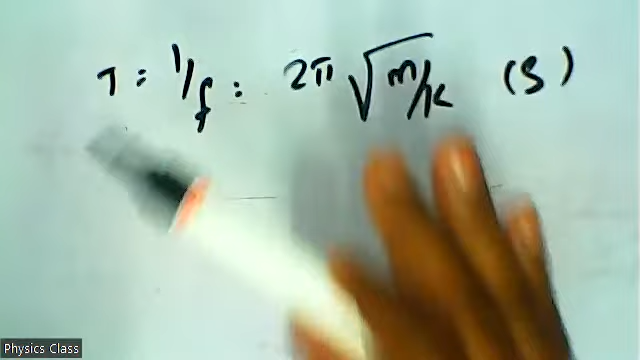 T = 1/f = 2π √m/k (s)
Physics Class